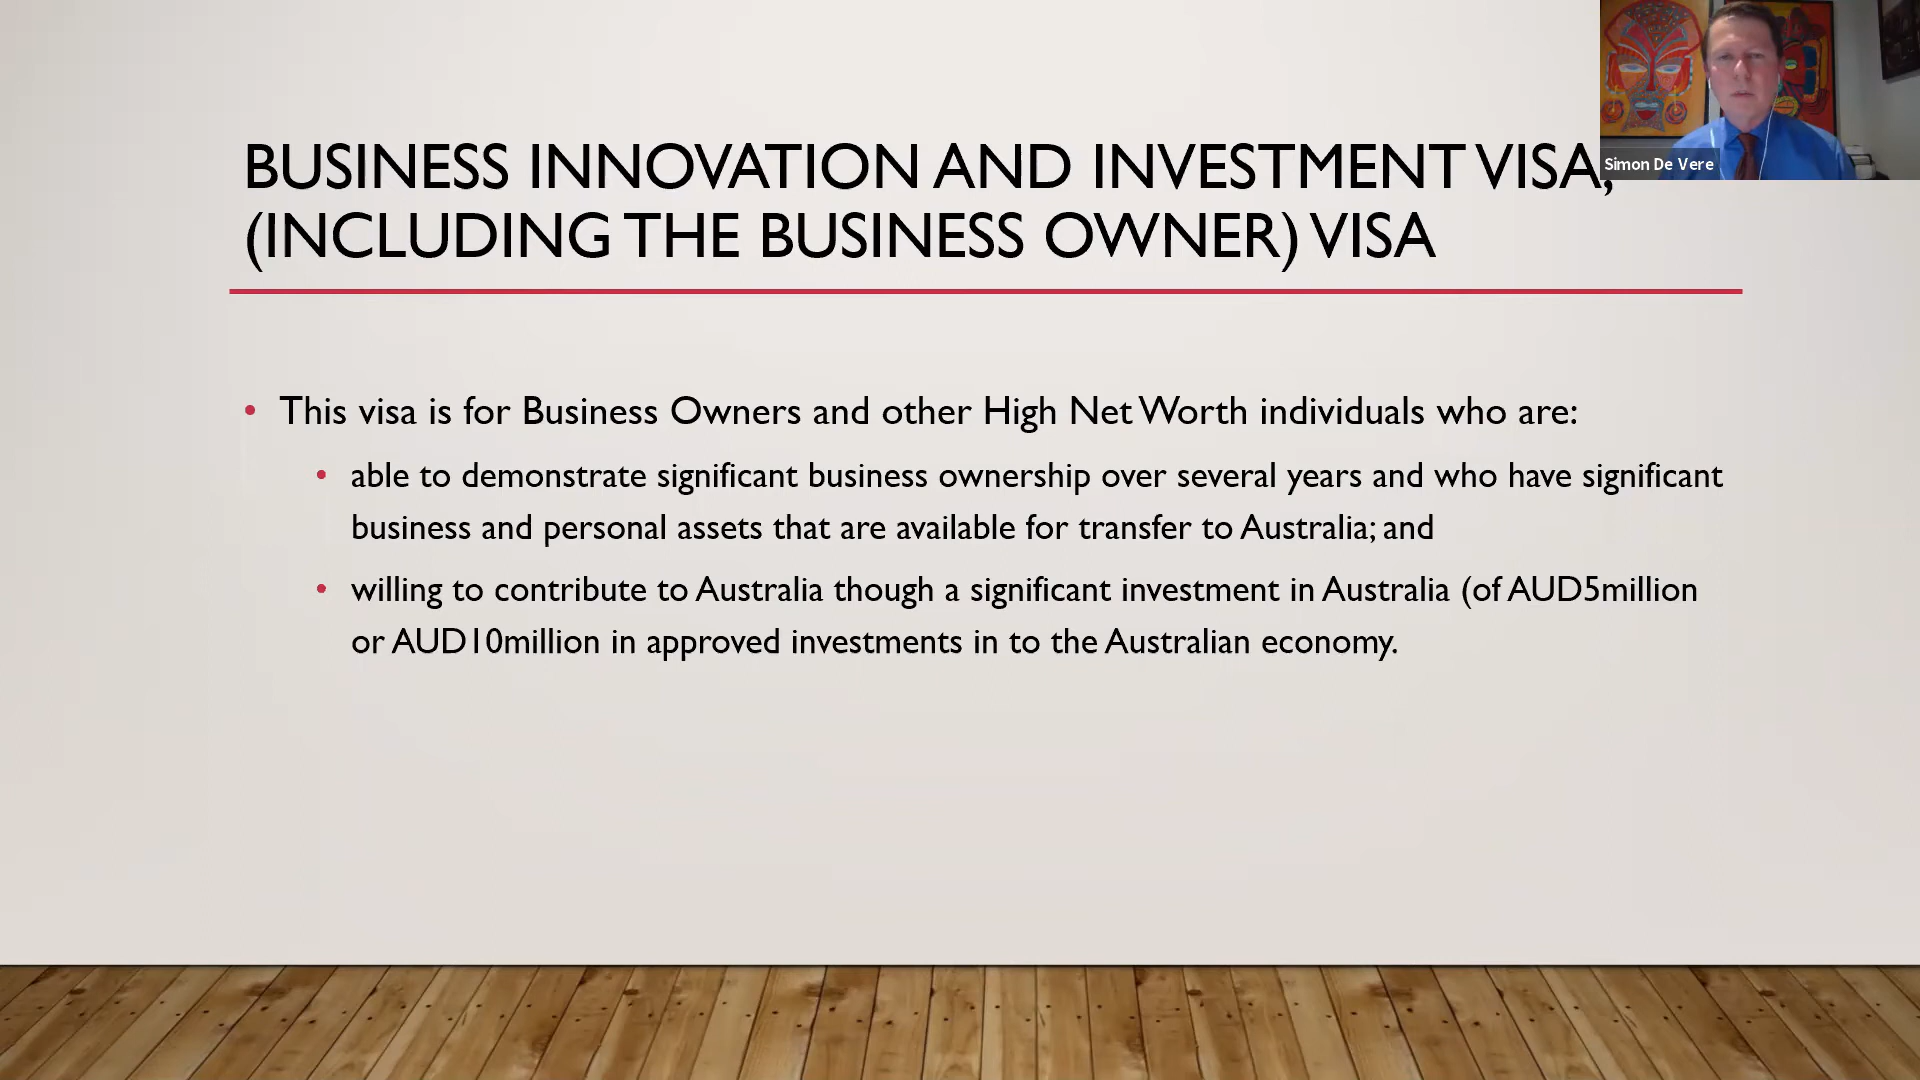 BUSINESS INNOVATION AND INVESTMENT VISA,
(INCLUDING THE BUSINESS OWNER) VISA
Simon De Vere
• This visa is for Business Owners and other High Net Worth individuals who are:
• able to demonstrate significant business ownership over several years and who have significant
business and personal assets that are available for transfer to Australia; and
• willing to contribute to Australia though a significant investment in Australia (of AUD5million
or AUD10million in approved investments in to the Australian economy.